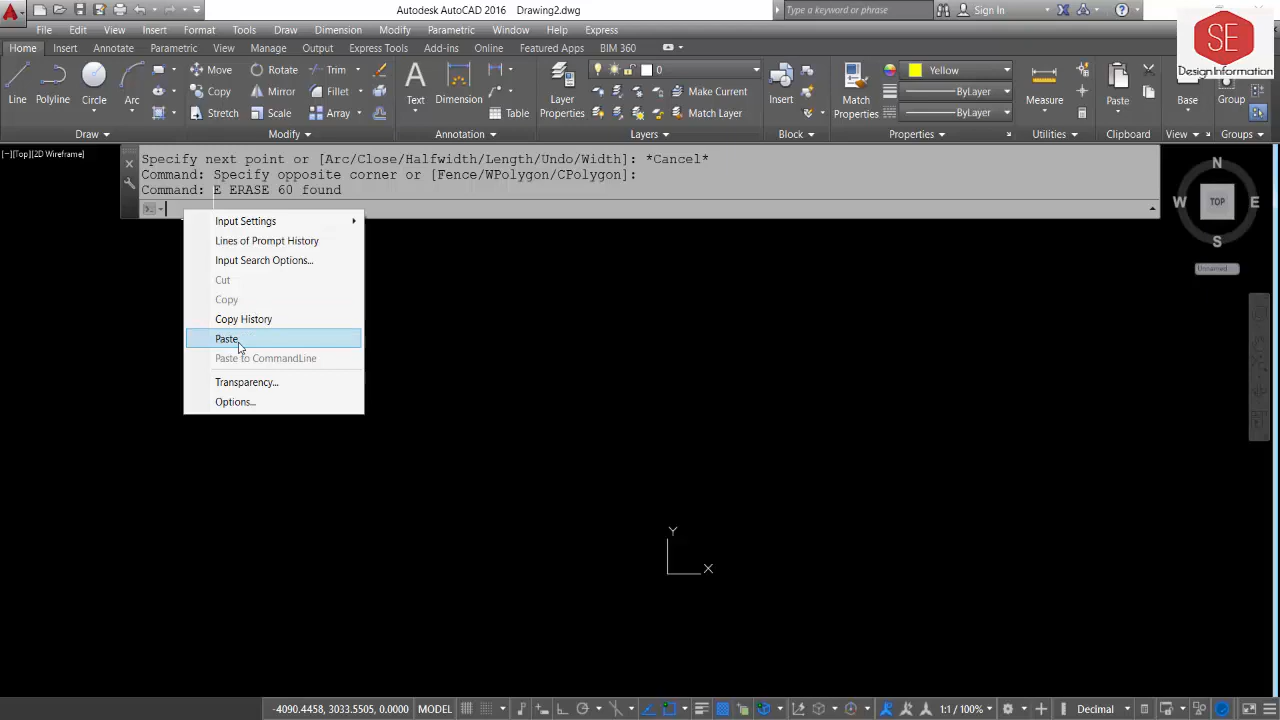 Autodesk AutoCAD 2016 Drawing2.dwg
Type a keyword or phrase
Sign In
File Edit View Insert Format Tools Draw Dimension Modify Parametric Window Help Express
Home Insert Annotate Parametric View Manage Output Express Tools Add-ins Online Featured Apps BIM 360
SE
Design Information
Line Polyline Circle Arc
Move Rotate Trim
Copy Mirror Fillet
Stretch Scale Array
Text Dimension Table
Layer Properties
0
Make Current
Match Layer
Insert
Match Properties
Yellow
ByLayer
ByLayer
Measure
Paste
Base
Group
Draw Modify Annotation Layers Block Properties Utilities Clipboard View Groups
[−][Top][2D Wireframe]
Specify next point or [Arc/Close/Halfwidth/Length/Undo/Width]: *Cancel*
Command: Specify opposite corner or [Fence/WPolygon/CPolygon]:
Command: E ERASE 60 found
Input Settings
Lines of Prompt History
Input Search Options...
Cut
Copy
Copy History
Paste
Paste to CommandLine
Transparency...
Options...
N
W TOP E
S
Unnamed
Y
X
-4090.4458, 3033.5505, 0.0000 MODEL 1:1 / 100% Decimal